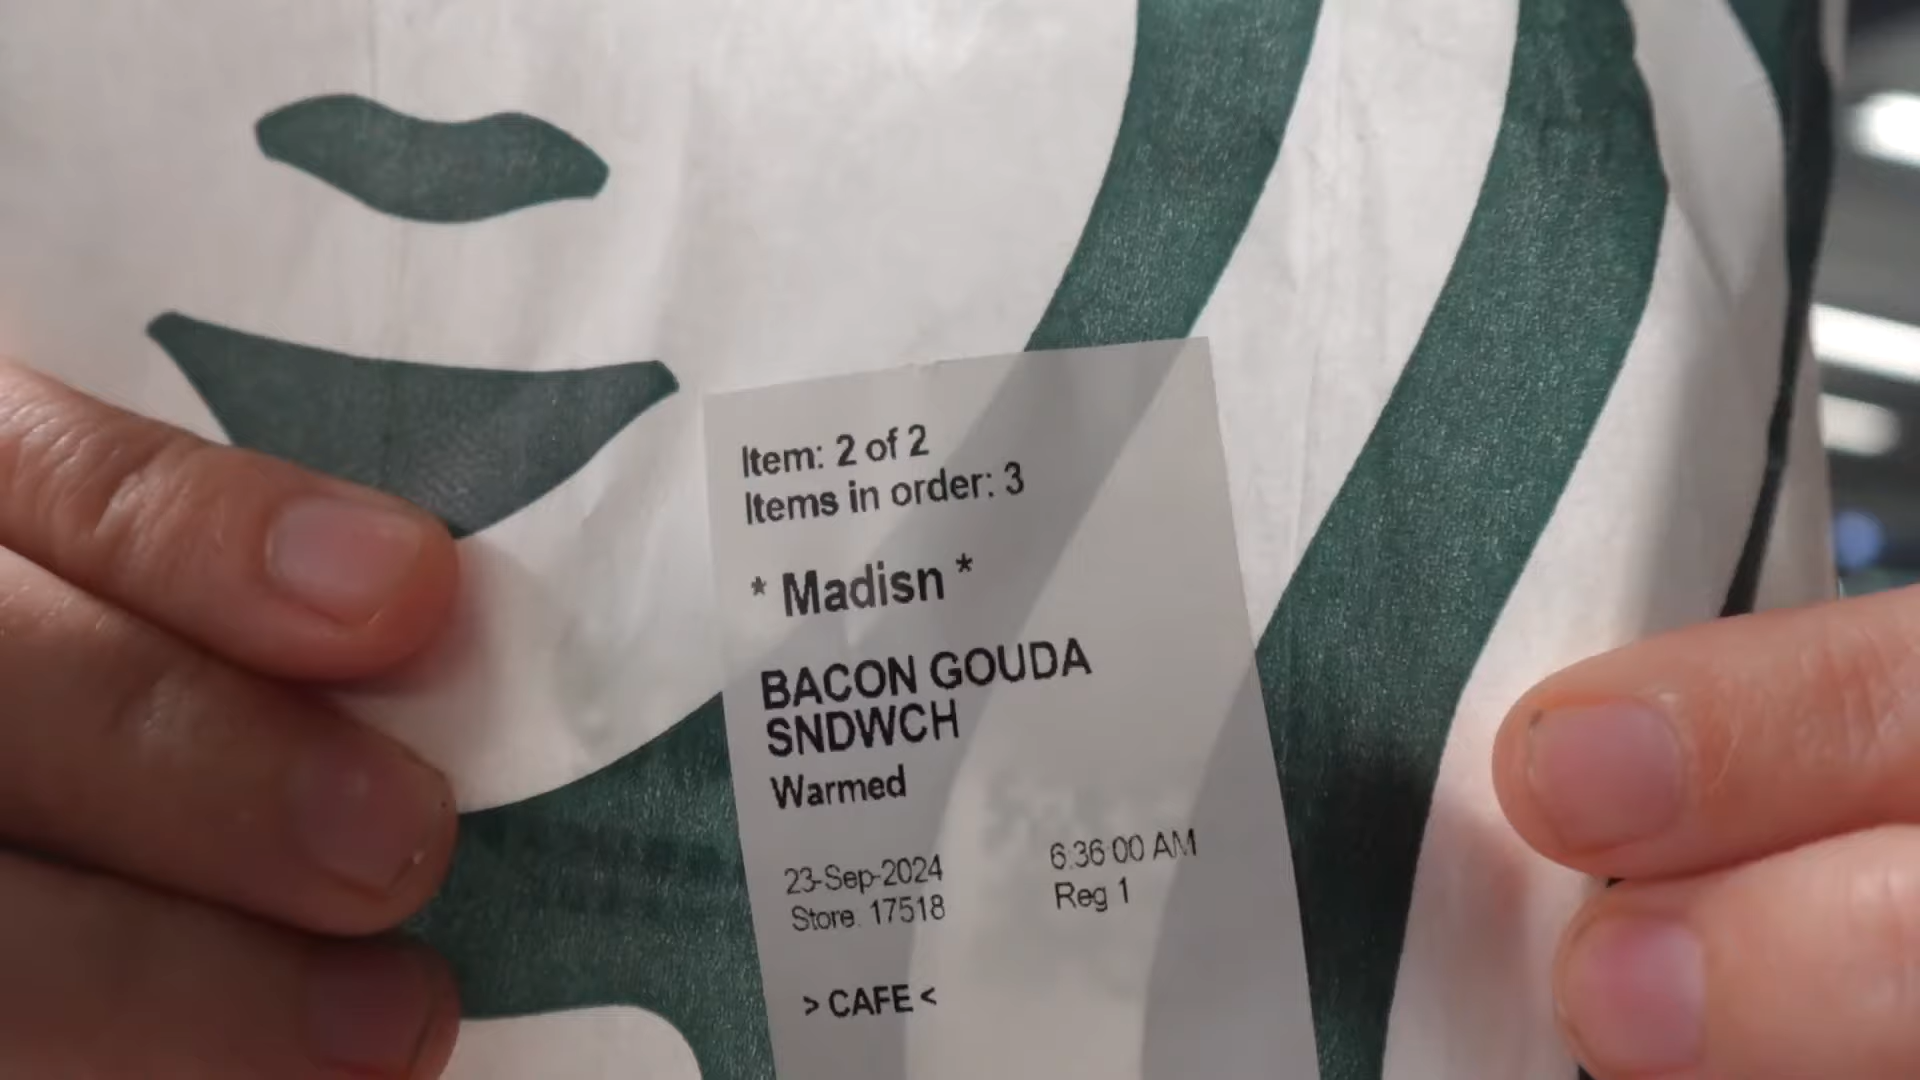 Item: 2 of 2
Items in order: 3
* Madisn *
BACON GOUDA
SNDWCH
Warmed
23-Sep-2024 6:36:00 AM
Store: 17518 Reg 1
> CAFE <